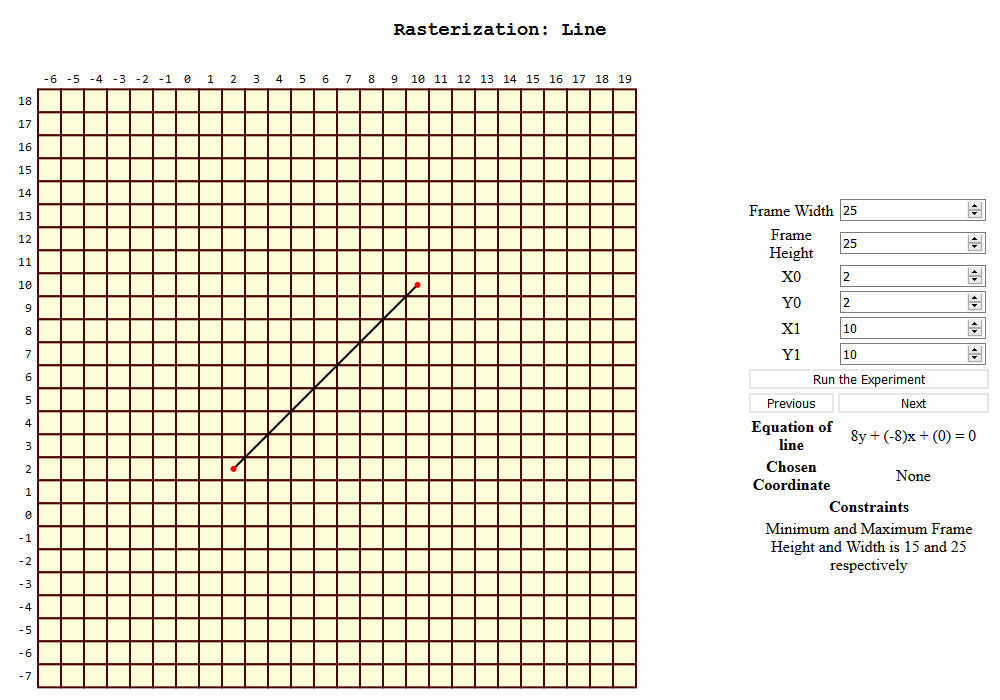 Rasterization: Line
-6 -5 -4 -3 -2 -1 0 1 2 3 4 5 6 7 8 9 10 11 12 13 14 15 16 17 18 19
18
17
16
15
14
13
12
11
10
9
8
7
6
5
4
3
2
1
0
-1
-2
-3
-4
-5
-6
-7
Frame Width 25
Frame
Height 25
X0 2
Y0 2
X1 10
Y1 10
Run the Experiment
Previous Next
Equation of
line 8y + (-8)x + (0) = 0
Chosen
Coordinate None
Constraints
Minimum and Maximum Frame
Height and Width is 15 and 25
respectively